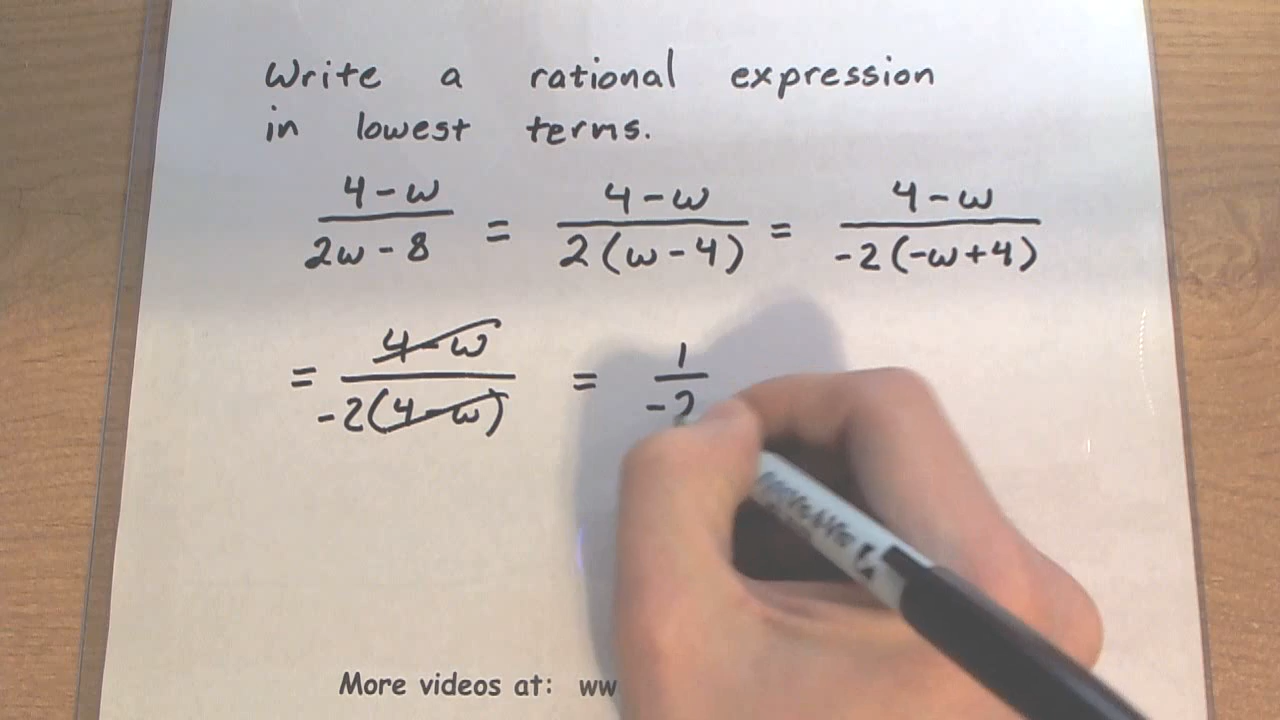 Write a rational expression
in lowest terms.
4-w/2w-8 = 4-w/2(w-4) = 4-w/-2(-w+4)
= 4-w/-2(4-w) = 1/-2
More videos at: